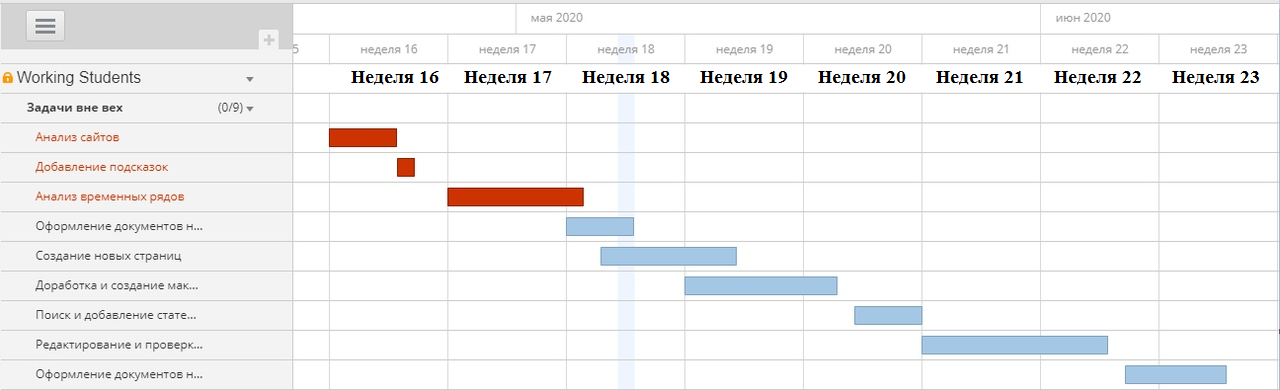 мая 2020 июн 2020
5 неделя 16 неделя 17 неделя 18 неделя 19 неделя 20 неделя 21 неделя 22 неделя 23
Working Students Неделя 16 Неделя 17 Неделя 18 Неделя 19 Неделя 20 Неделя 21 Неделя 22 Неделя 23
Задачи вне вех (0/9)
Анализ сайтов
Добавление подсказок
Анализ временных рядов
Оформление документов н...
Создание новых страниц
Доработка и создание мак...
Поиск и добавление стате...
Редактирование и проверк...
Оформление документов н...